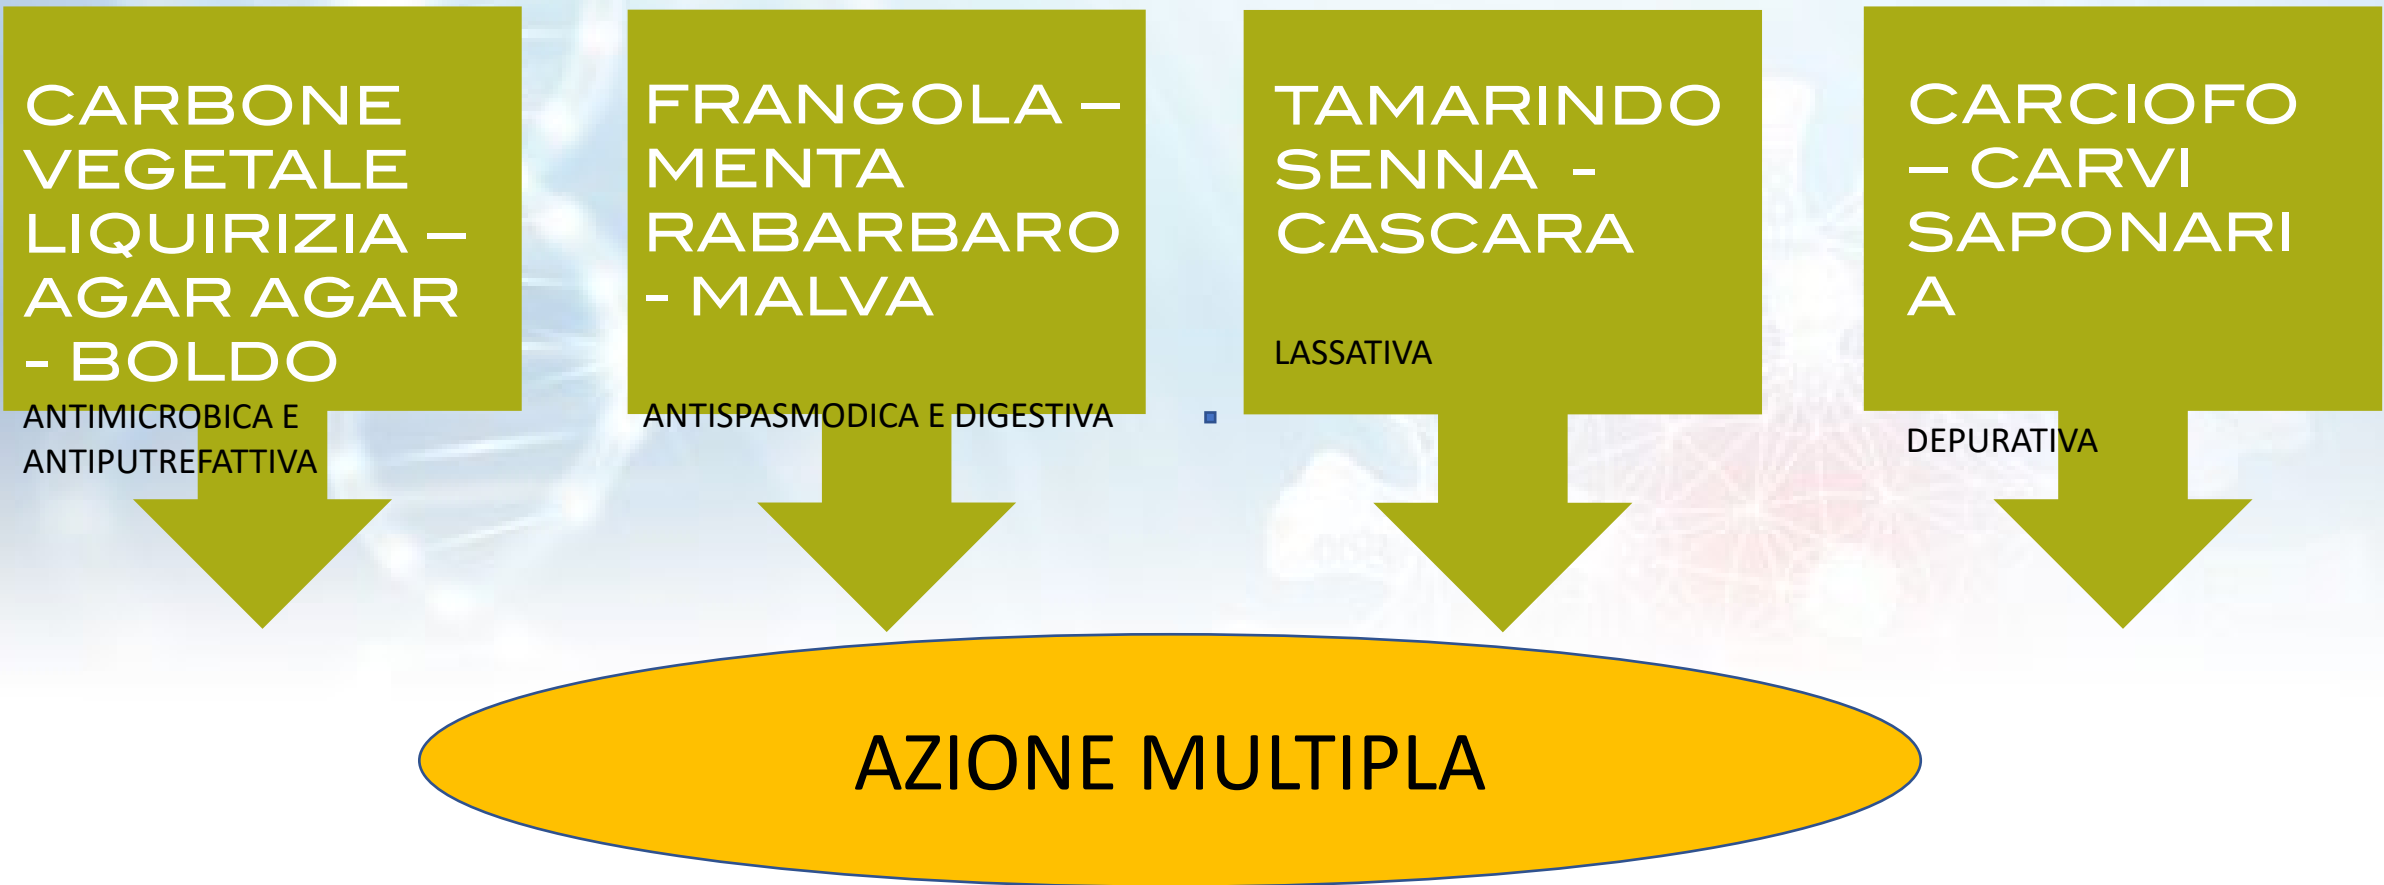 CARBONE
VEGETALE
LIQUIRIZIA –
AGAR AGAR
- BOLDO
ANTIMICROBICA E
ANTIPUTREFATTIVA
FRANGOLA –
MENTA
RABARBARO
- MALVA
ANTISPASMODICA E DIGESTIVA
TAMARINDO
SENNA -
CASCARA
LASSATIVA
CARCIOFO
– CARVI
SAPONARI
A
DEPURATIVA
AZIONE MULTIPLA